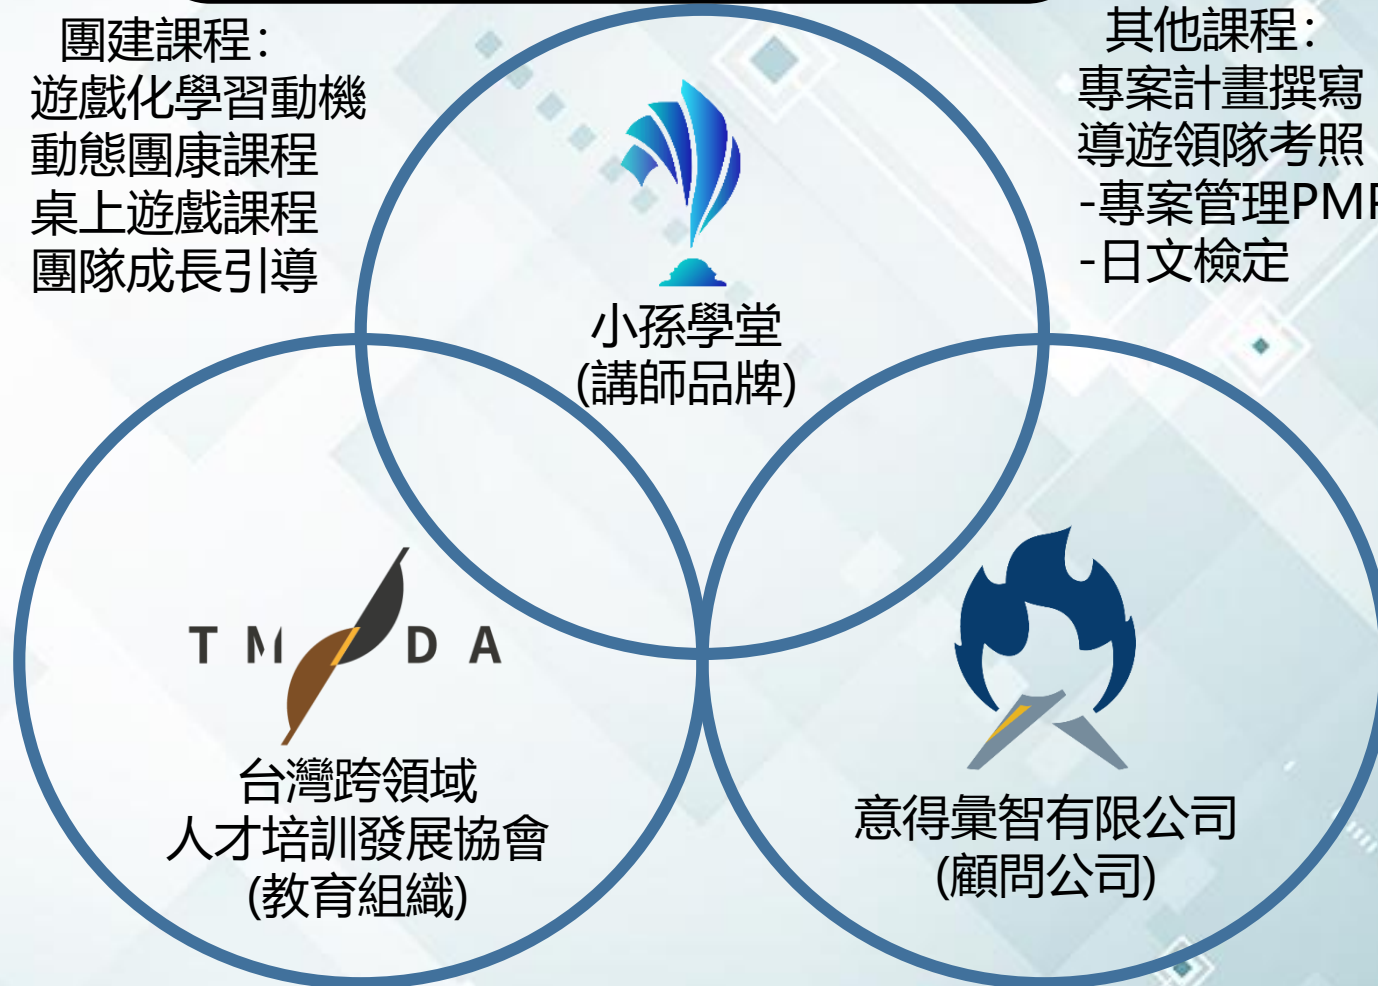 團建課程：
遊戲化學習動機
動態團康課程
桌上遊戲課程
團隊成長引導
其他課程：
專案計畫撰寫
導遊領隊考照
-專案管理PMP
-日文檢定
小孫學堂
(講師品牌)
TMDA
台灣跨領域
人才培訓發展協會
(教育組織)
意得彙智有限公司
(顧問公司)